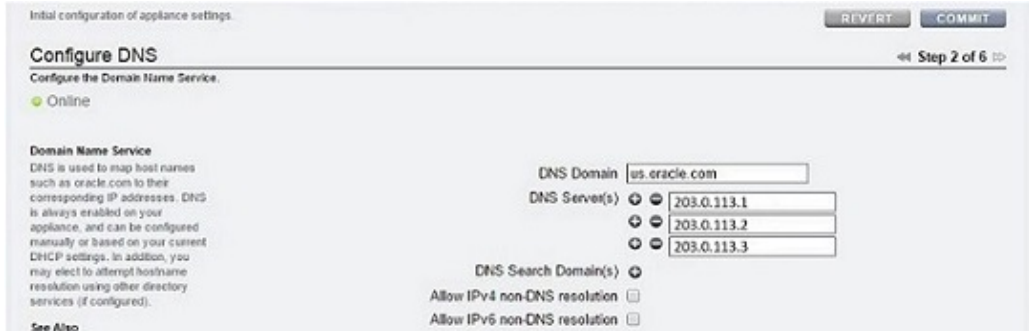 Initial configuration of appliance settings.
REVERT
COMMIT
Configure DNS
Step 2 of 6
Configure the Domain Name Service.
Online
Domain Name Service
DNS is used to map host names
such as oracle.com to their
corresponding IP addresses. DNS
is always enabled on your
appliance, and can be configured
manually or based on your current
DHCP settings. In addition, you
may elect to attempt hostname
resolution using other directory
services (if configured).
See Also
DNS Domain us.oracle.com
DNS Server(s) 203.0.113.1
203.0.113.2
203.0.113.3
DNS Search Domain(s)
Allow IPv4 non-DNS resolution
Allow IPv6 non-DNS resolution